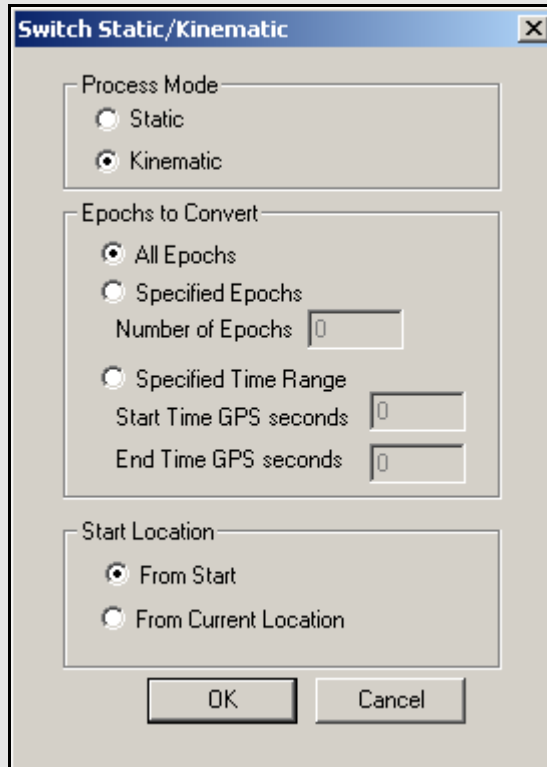 Switch Static/Kinematic
Process Mode
Static
Kinematic
Epochs to Convert
All Epochs
Specified Epochs
Number of Epochs 0
Specified Time Range
Start Time GPS seconds 0
End Time GPS seconds 0
Start Location
From Start
From Current Location
OK Cancel